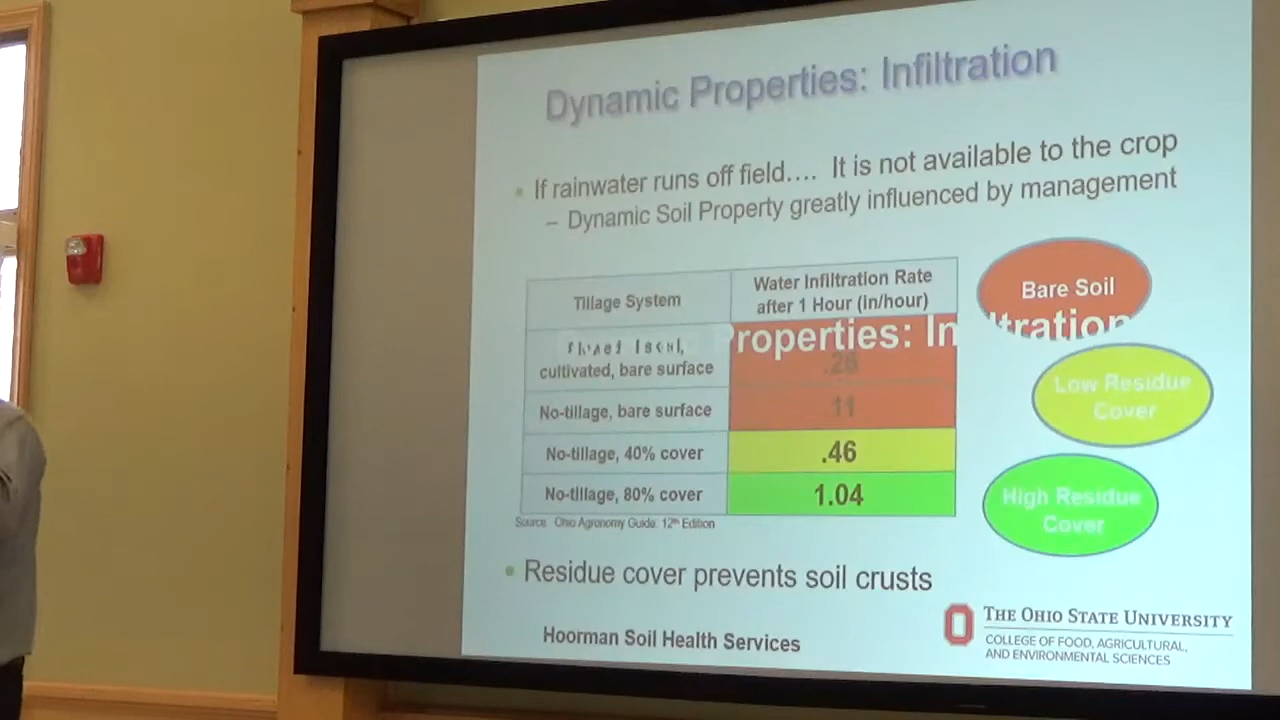 Dynamic Properties: Infiltration
If rainwater runs off field…. It is not available to the crop
– Dynamic Soil Property greatly influenced by management
Tillage System
Water Infiltration Rate
after 1 Hour (in/hour)
Properties: Infiltration
cultivated, bare surface
.26
No-tillage, bare surface
.11
No-tillage, 40% cover
.46
No-tillage, 80% cover
1.04
Source: Ohio Agronomy Guide: 12th Edition
Bare Soil
Low Residue
Cover
High Residue
Cover
Residue cover prevents soil crusts
Hoorman Soil Health Services
THE OHIO STATE UNIVERSITY
COLLEGE OF FOOD, AGRICULTURAL,
AND ENVIRONMENTAL SCIENCES